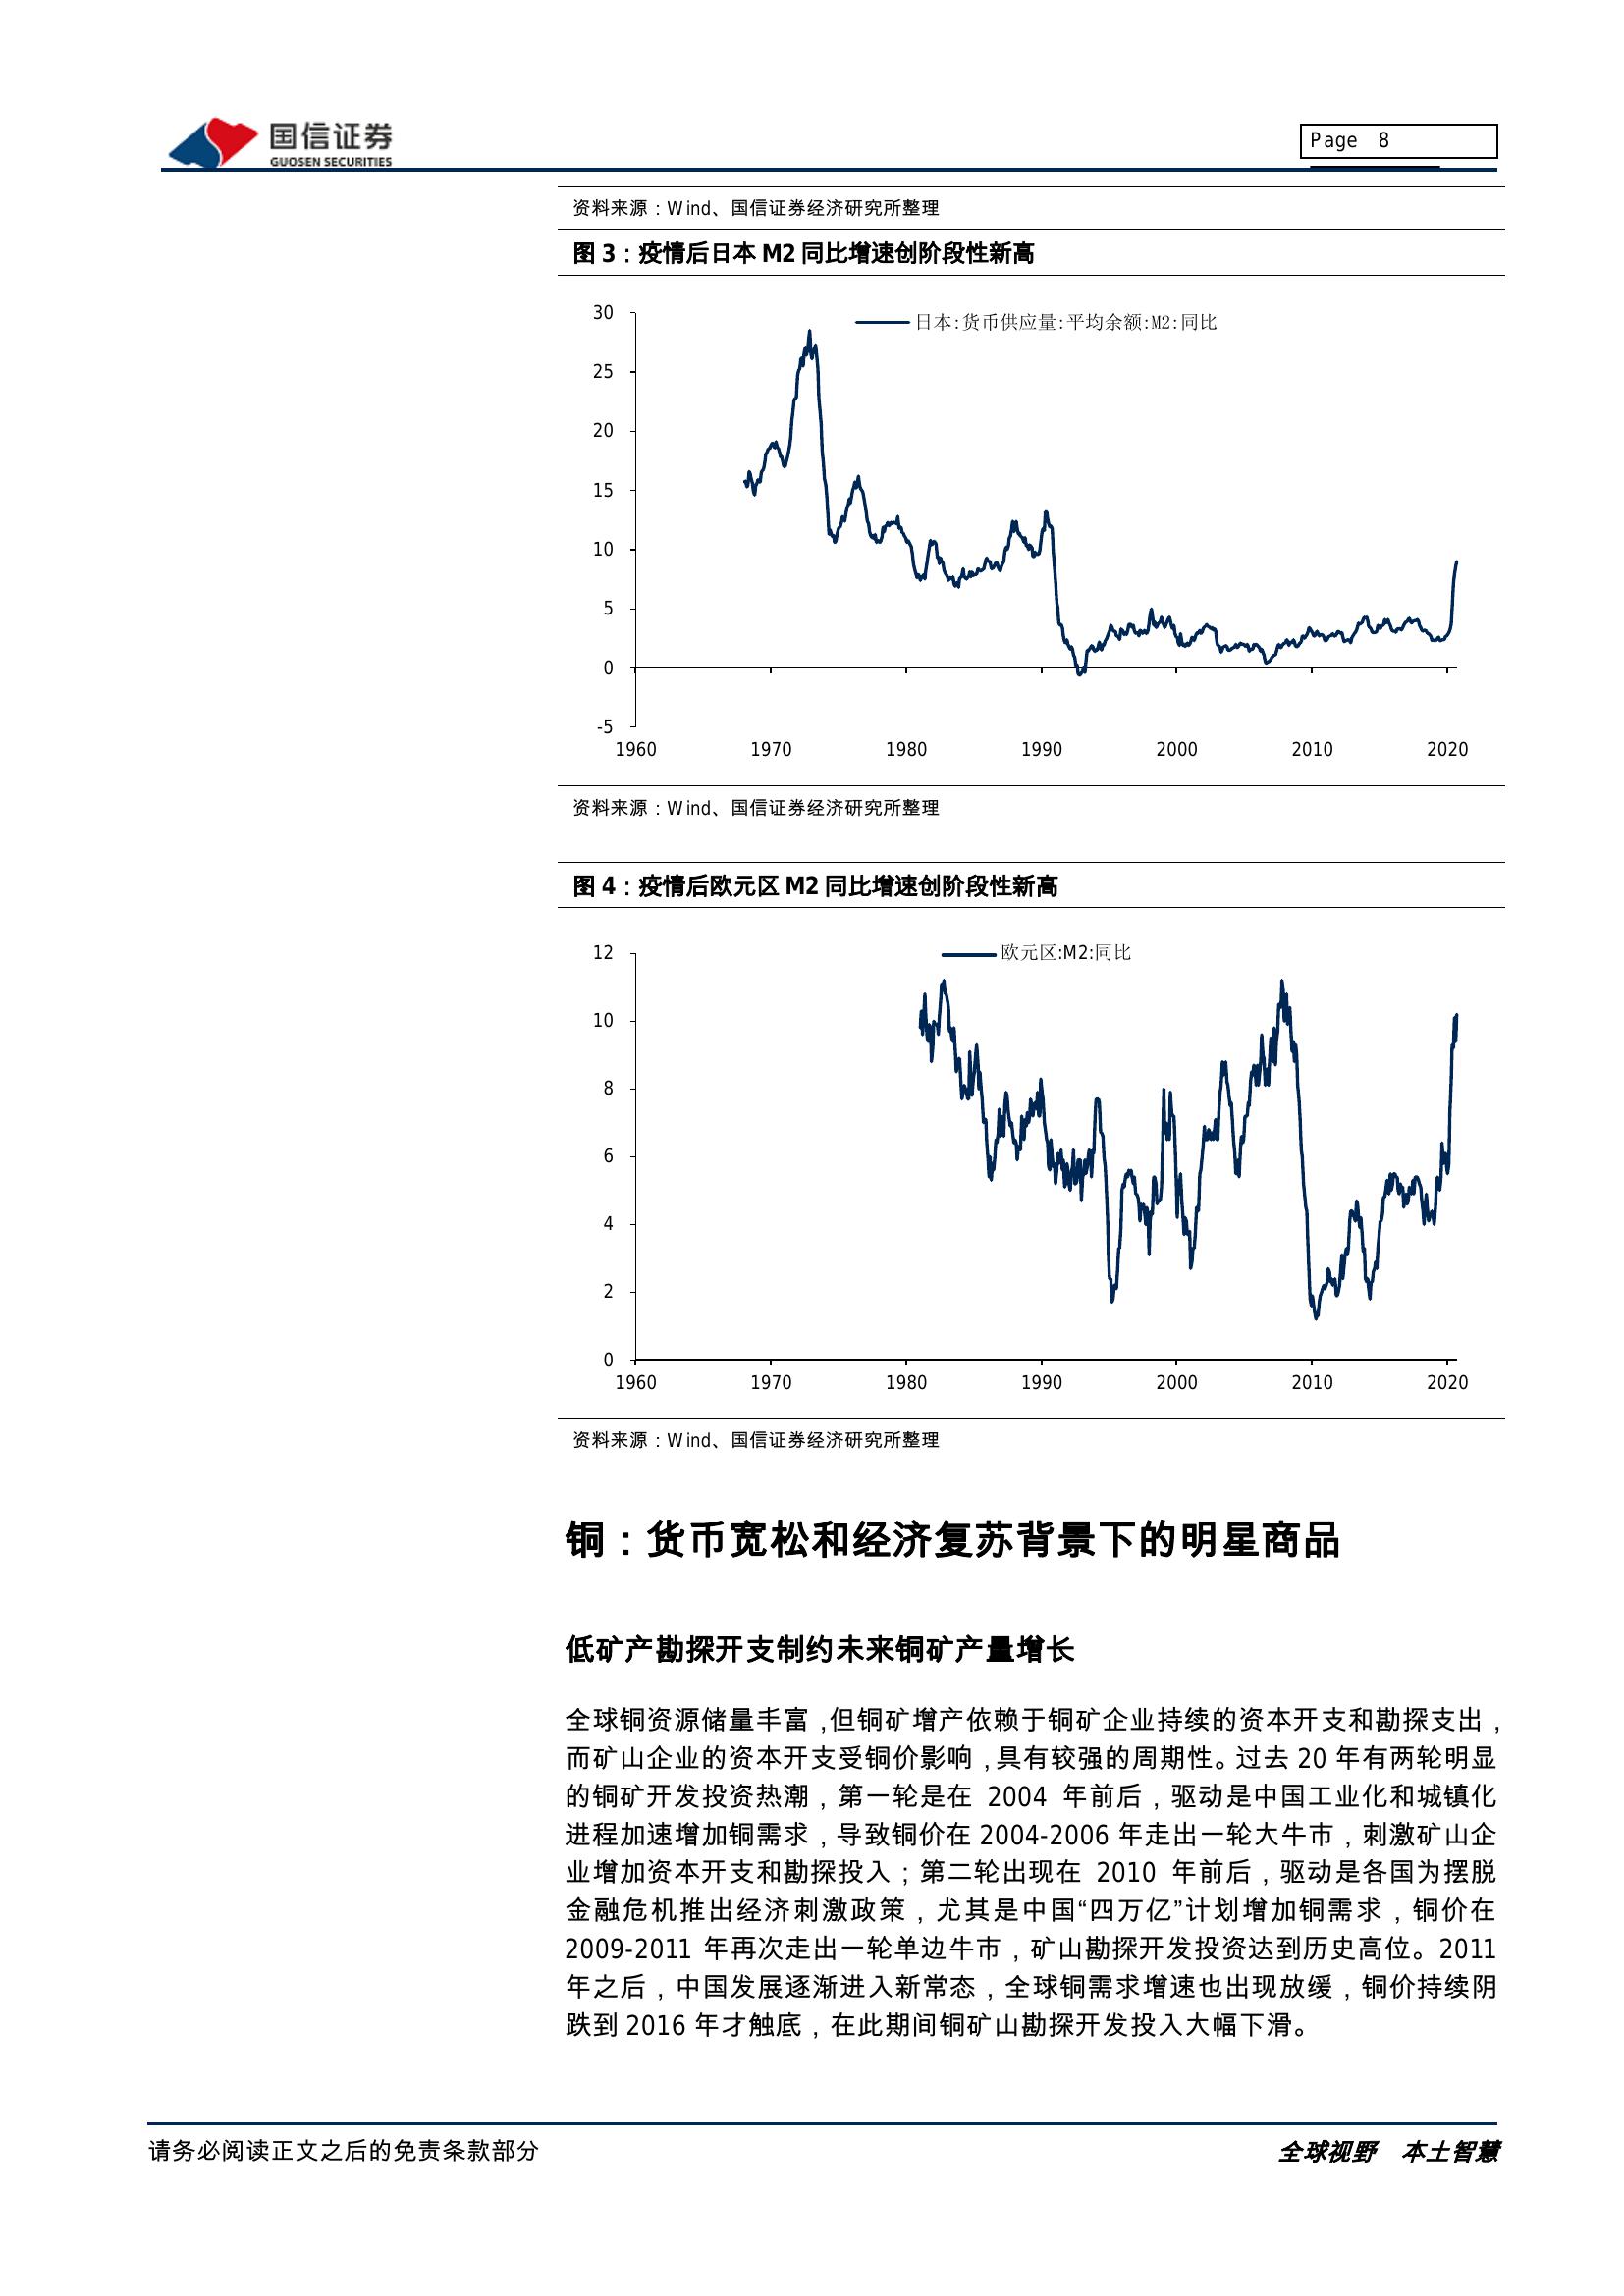 国信证券
GUOSEN SECURITIES
Page 8
资料来源：Wind、国信证券经济研究所整理
图 3：疫情后日本 M2 同比增速创阶段性新高
日本:货币供应量:平均余额:M2:同比
30
25
20
15
10
5
0
-5
1960 1970 1980 1990 2000 2010 2020
资料来源：Wind、国信证券经济研究所整理
图 4：疫情后欧元区 M2 同比增速创阶段性新高
欧元区:M2:同比
12
10
8
6
4
2
0
1960 1970 1980 1990 2000 2010 2020
资料来源：Wind、国信证券经济研究所整理
铜：货币宽松和经济复苏背景下的明星商品
低矿产勘探开支制约未来铜矿产量增长
全球铜资源储量丰富，但铜矿增产依赖于铜矿企业持续的资本开支和勘探支出，
而矿山企业的资本开支受铜价影响，具有较强的周期性。过去 20 年有两轮明显
的铜矿开发投资热潮，第一轮是在 2004 年前后，驱动是中国工业化和城镇化
进程加速增加铜需求，导致铜价在 2004-2006 年走出一轮大牛市，刺激矿山企
业增加资本开支和勘探投入；第二轮出现在 2010 年前后，驱动是各国为摆脱
金融危机推出经济刺激政策，尤其是中国“四万亿”计划增加铜需求，铜价在
2009-2011 年再次走出一轮单边牛市，矿山勘探开发投资达到历史高位。2011
年之后，中国发展逐渐进入新常态，全球铜需求增速也出现放缓，铜价持续阴
跌到 2016 年才触底，在此期间铜矿山勘探开发投入大幅下滑。
请务必阅读正文之后的免责条款部分
全球视野 本土智慧